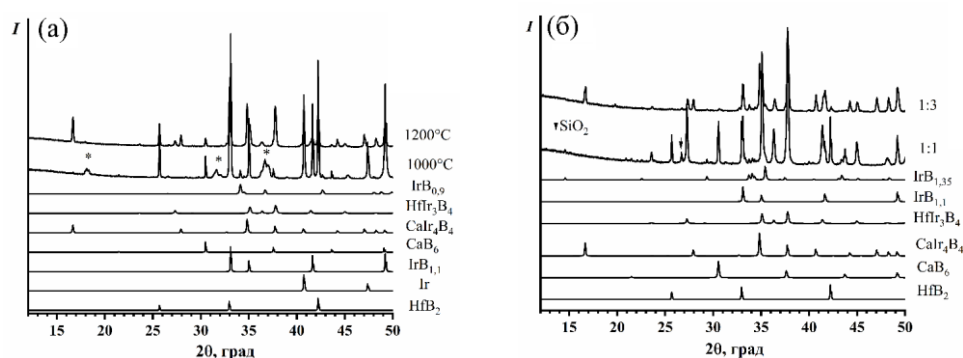 I (а)
1200°C
*
* *
1000°C
IrB0,9
HfIr3B4
CaIr4B4
CaB6
IrB1,1
Ir
HfB2
15 20 25 30 35 40 45 50
2θ, град
I (б)
1:3
SiO2
1:1
IrB1,35
IrB1,1
HfIr3B4
CaIr4B4
CaB6
HfB2
15 20 25 30 35 40 45 50
2θ, град